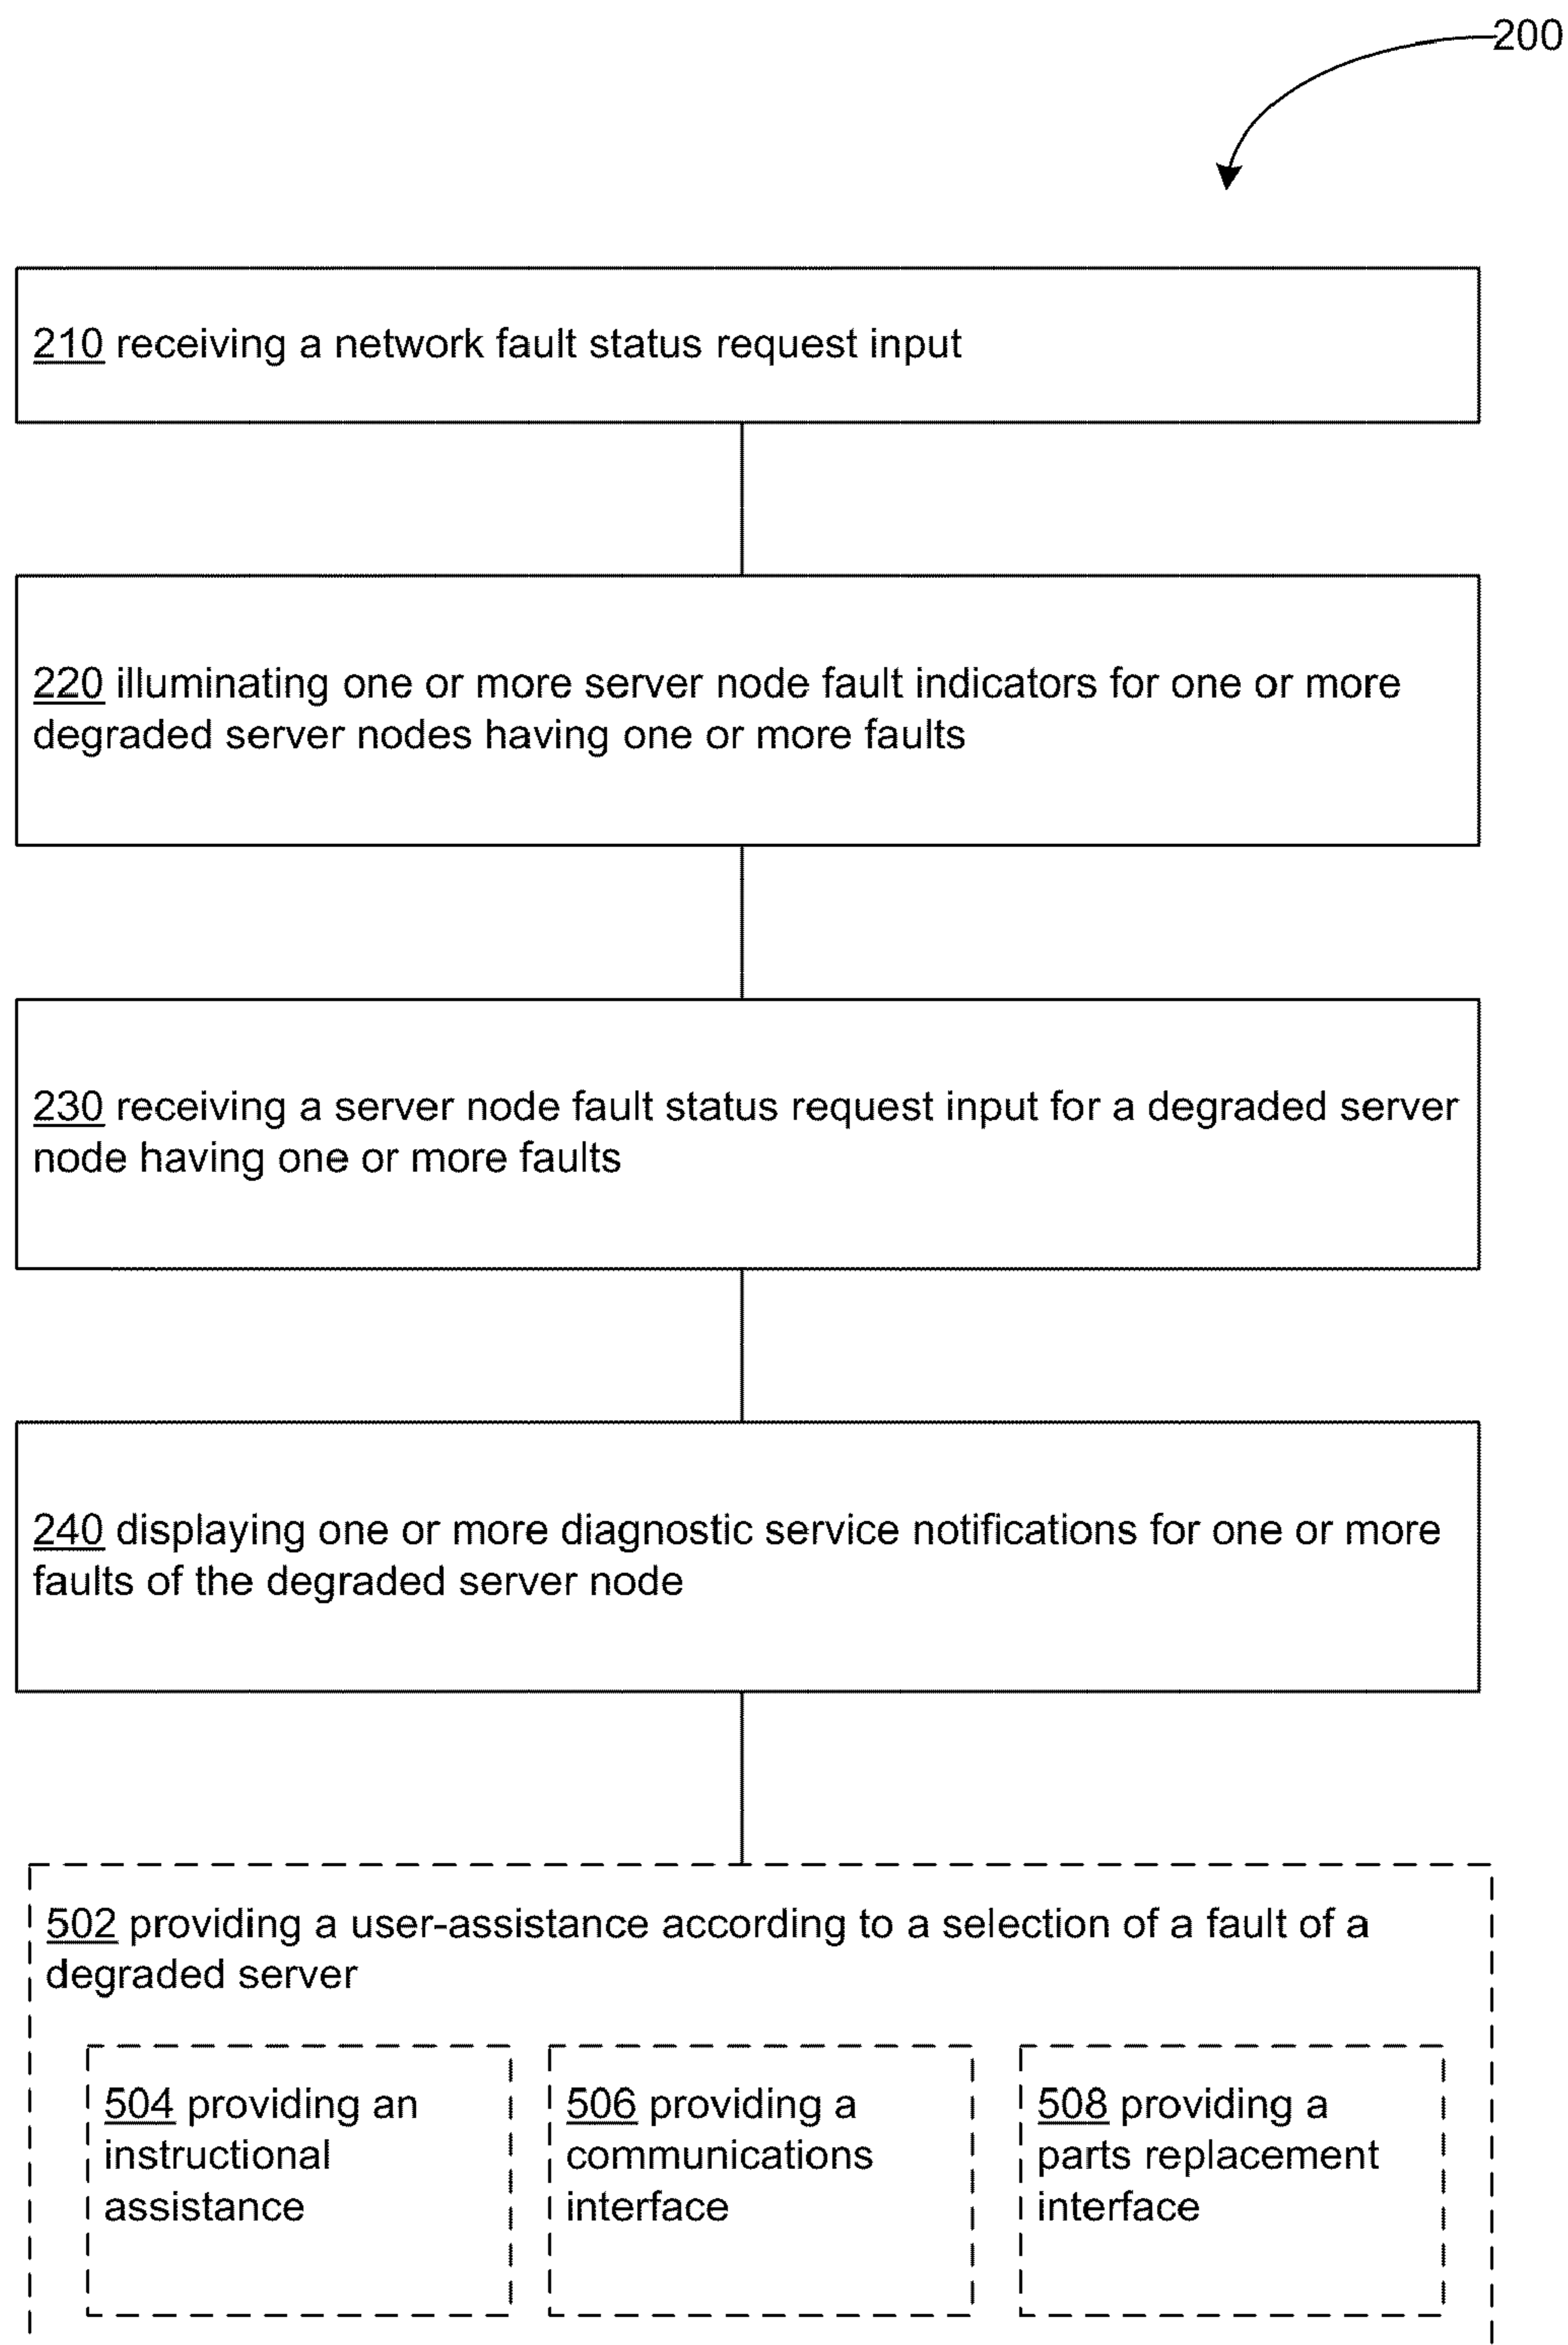 200
210 receiving a network fault status request input
220 illuminating one or more server node fault indicators for one or more
degraded server nodes having one or more faults
230 receiving a server node fault status request input for a degraded server
node having one or more faults
240 displaying one or more diagnostic service notifications for one or more
faults of the degraded server node
502 providing a user-assistance according to a selection of a fault of a
degraded server
504 providing an
instructional
assistance
506 providing a
communications
interface
508 providing a
parts replacement
interface